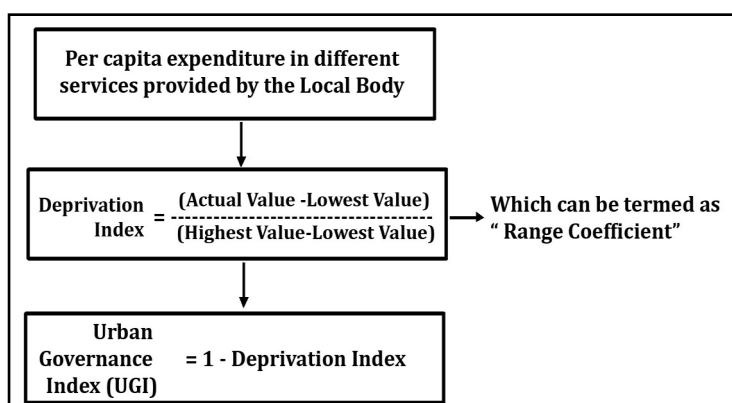 Per capita expenditure in different
services provided by the Local Body
Deprivation Index = (Actual Value -Lowest Value) / (Highest Value-Lowest Value)
Which can be termed as
“ Range Coefficient”
Urban
Governance = 1 - Deprivation Index
Index (UGI)